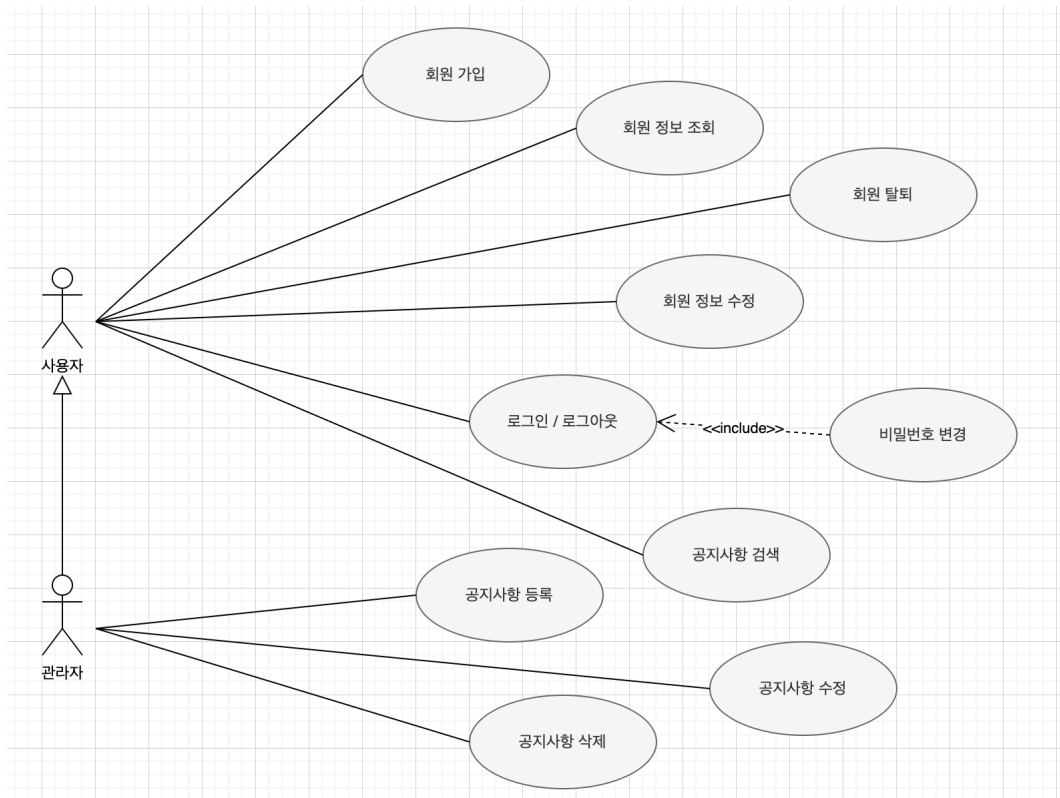 회원 가입
회원 정보 조회
회원 탈퇴
회원 정보 수정
사용자
로그인 / 로그아웃
<<include>>
비밀번호 변경
공지사항 검색
공지사항 등록
관라자
공지사항 수정
공지사항 삭제